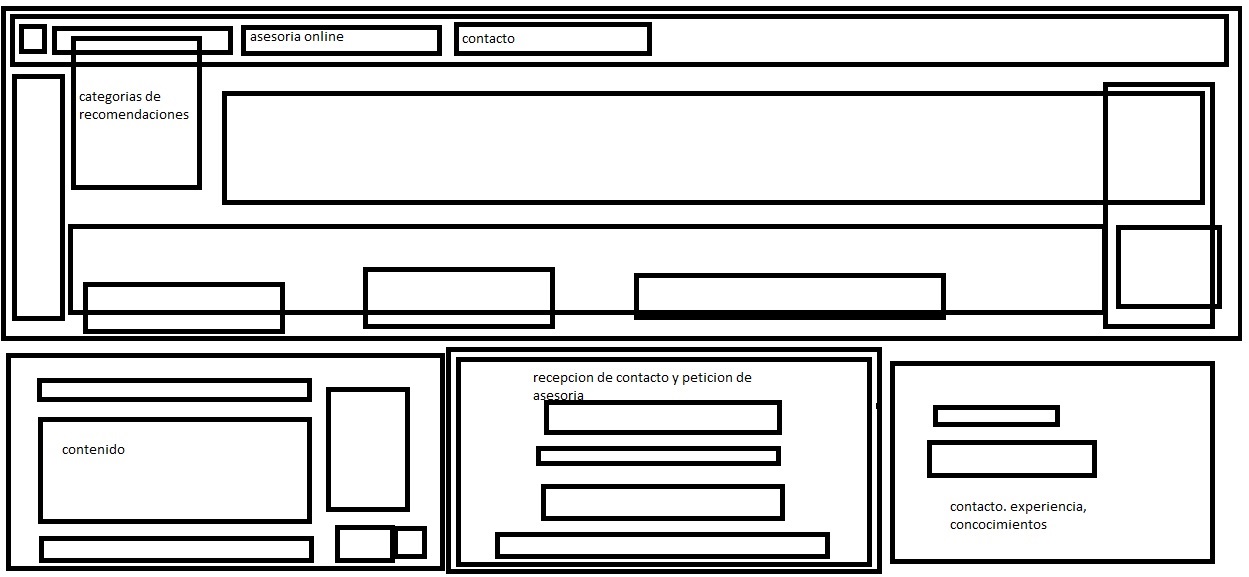 asesoria online
contacto
categorias de
recomendaciones
contenido
recepcion de contacto y peticion de
asesoria
contacto. experiencia,
concocimientos